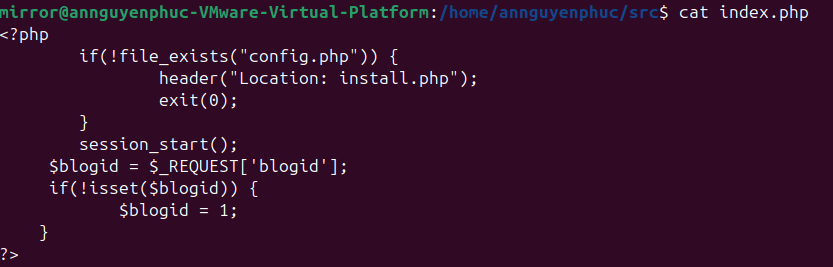 mirror@annguyenphuc-VMware-Virtual-Platform:/home/annguyenphuc/src$ cat index.php
<?php
        if(!file_exists("config.php")) {
                header("Location: install.php");
                exit(0);
        }
        session_start();
     $blogid = $_REQUEST['blogid'];
     if(!isset($blogid)) {
            $blogid = 1;
    }
?>